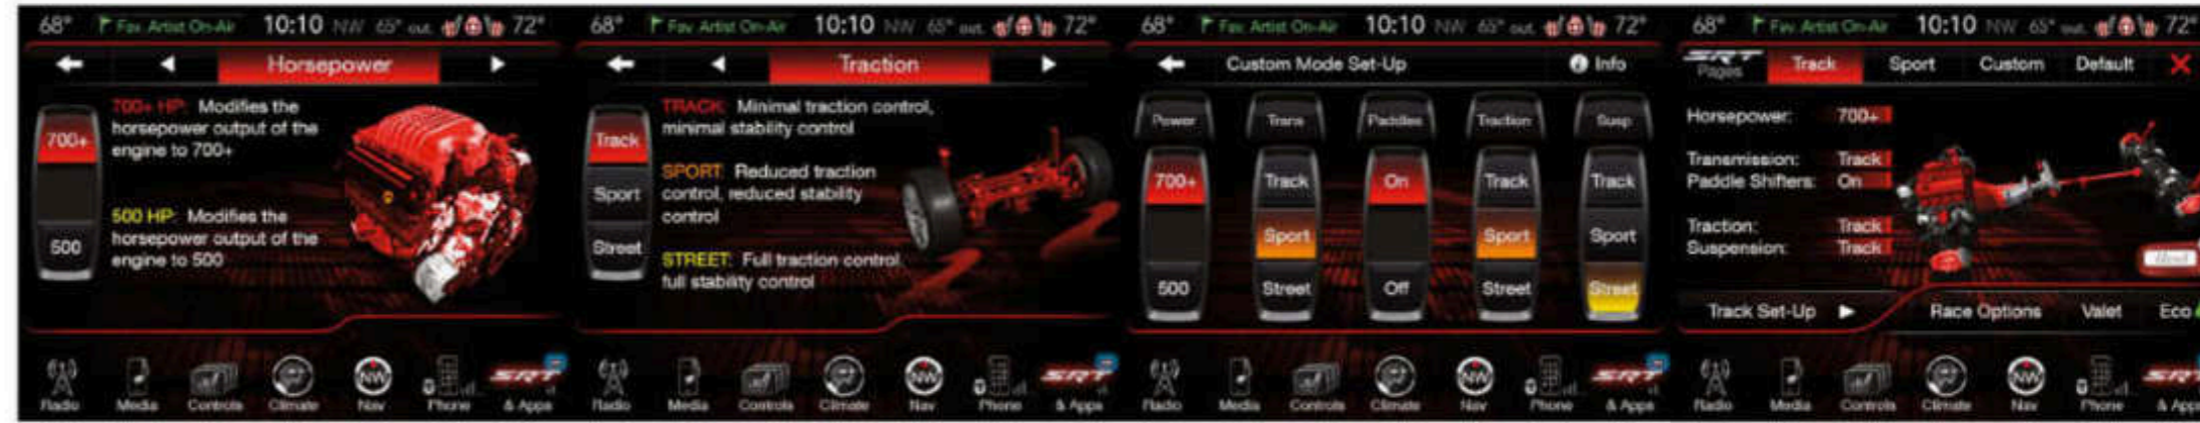 68° Fav. Artist On-Air 10:10 NW 65° out. 72°
Horsepower
700+ HP: Modifies the
horsepower output of the
engine to 700+
500 HP: Modifies the
horsepower output of the
engine to 500
700+
500
Radio Media Controls Climate Nav Phone & Apps
NW
SRT
68° Fav. Artist On-Air 10:10 NW 65° out. 72°
Traction
Track
Sport
Street
TRACK: Minimal traction control,
minimal stability control
SPORT: Reduced traction
control, reduced stability
control
STREET: Full traction control,
full stability control
NW
SRT
Radio Media Controls Climate Nav Phone & Apps
68° Fav. Artist On-Air 10:10 NW 65° out. 72°
Custom Mode Set-Up Info
Power Trans Paddles Traction Susp
700+ Track On Track Track
Sport Sport Sport
500 Street Off Street Street
NW
SRT
Radio Media Controls Climate Nav Phone & Apps
68° Fav. Artist On-Air 10:10 NW 65° out. 72°
SRT
Pages Track Sport Custom Default X
Horsepower: 700+
Transmission: Track
Paddle Shifters: On
Traction: Track
Suspension: Track
Track Set-Up Race Options Valet Eco
NW
SRT
Radio Media Controls Climate Nav Phone & Apps